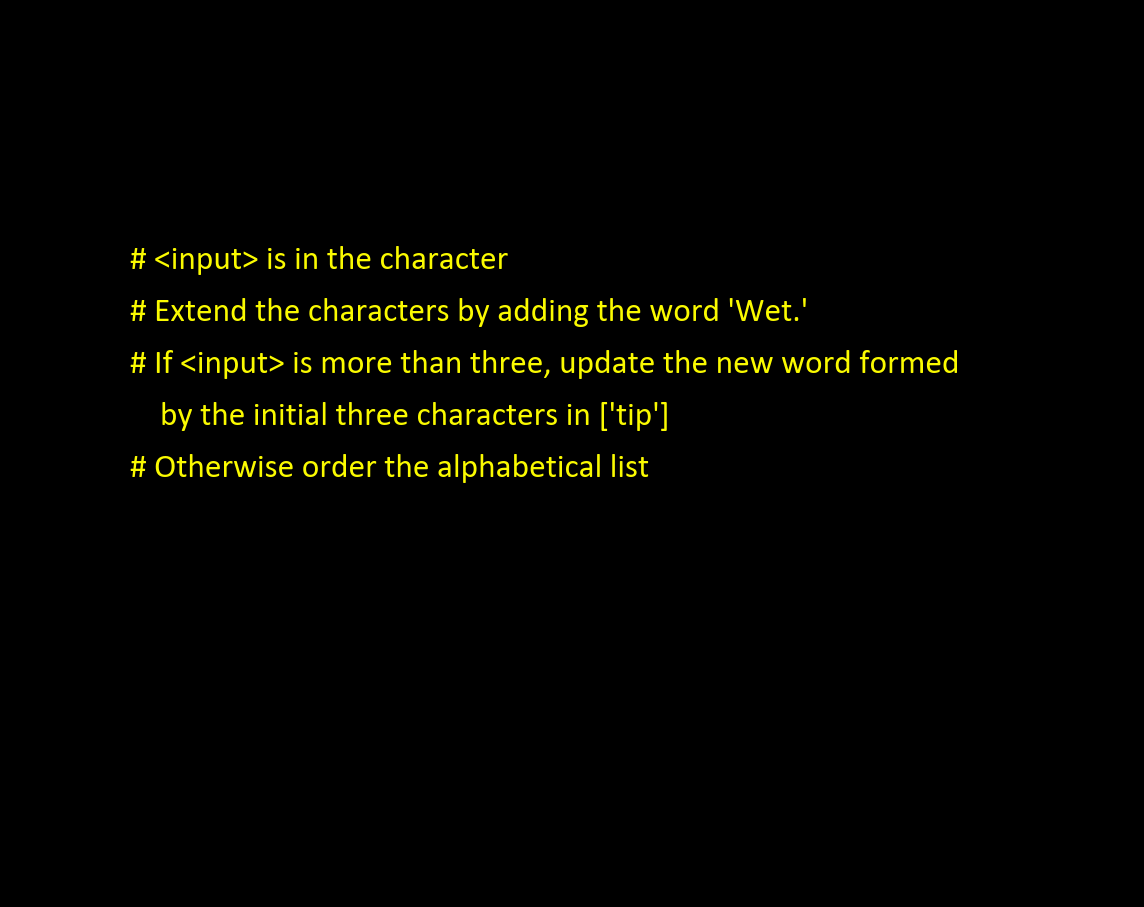 # <input> is in the character
# Extend the characters by adding the word 'Wet.'
# If <input> is more than three, update the new word formed
by the initial three characters in ['tip']
# Otherwise order the alphabetical list